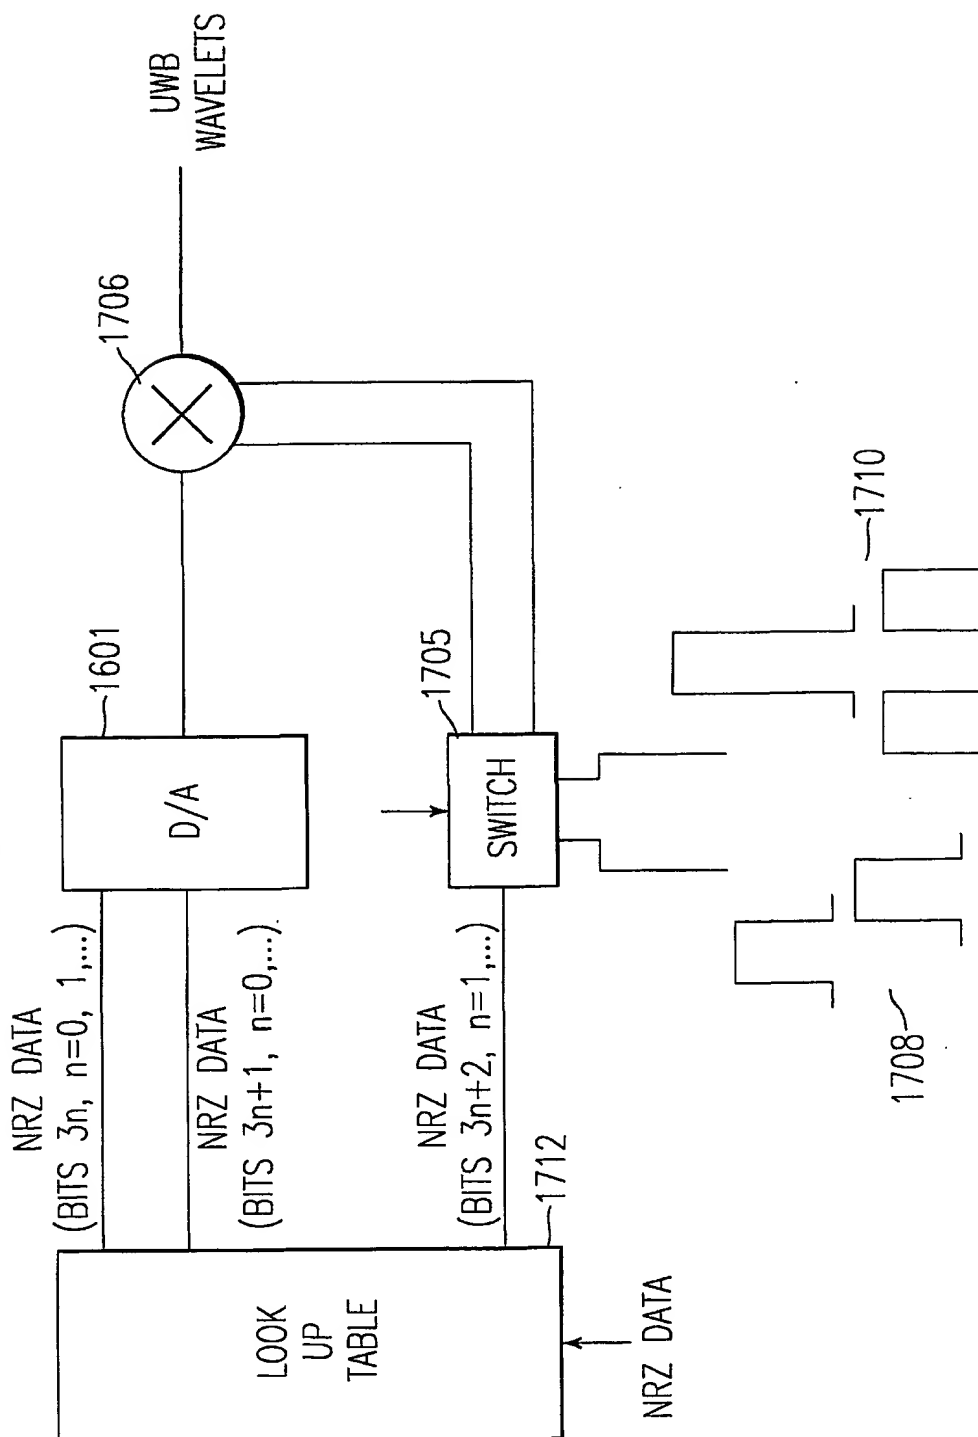 NRZ DATA
LOOK
UP
TABLE
1712
NRZ DATA
(BITS 3n, n=0, 1,...)
NRZ DATA
(BITS 3n+1, n=0,...)
NRZ DATA
(BITS 3n+2, n=1,...)
D/A
1601
SWITCH
1705
1708
1710
1706
UWB
WAVELETS